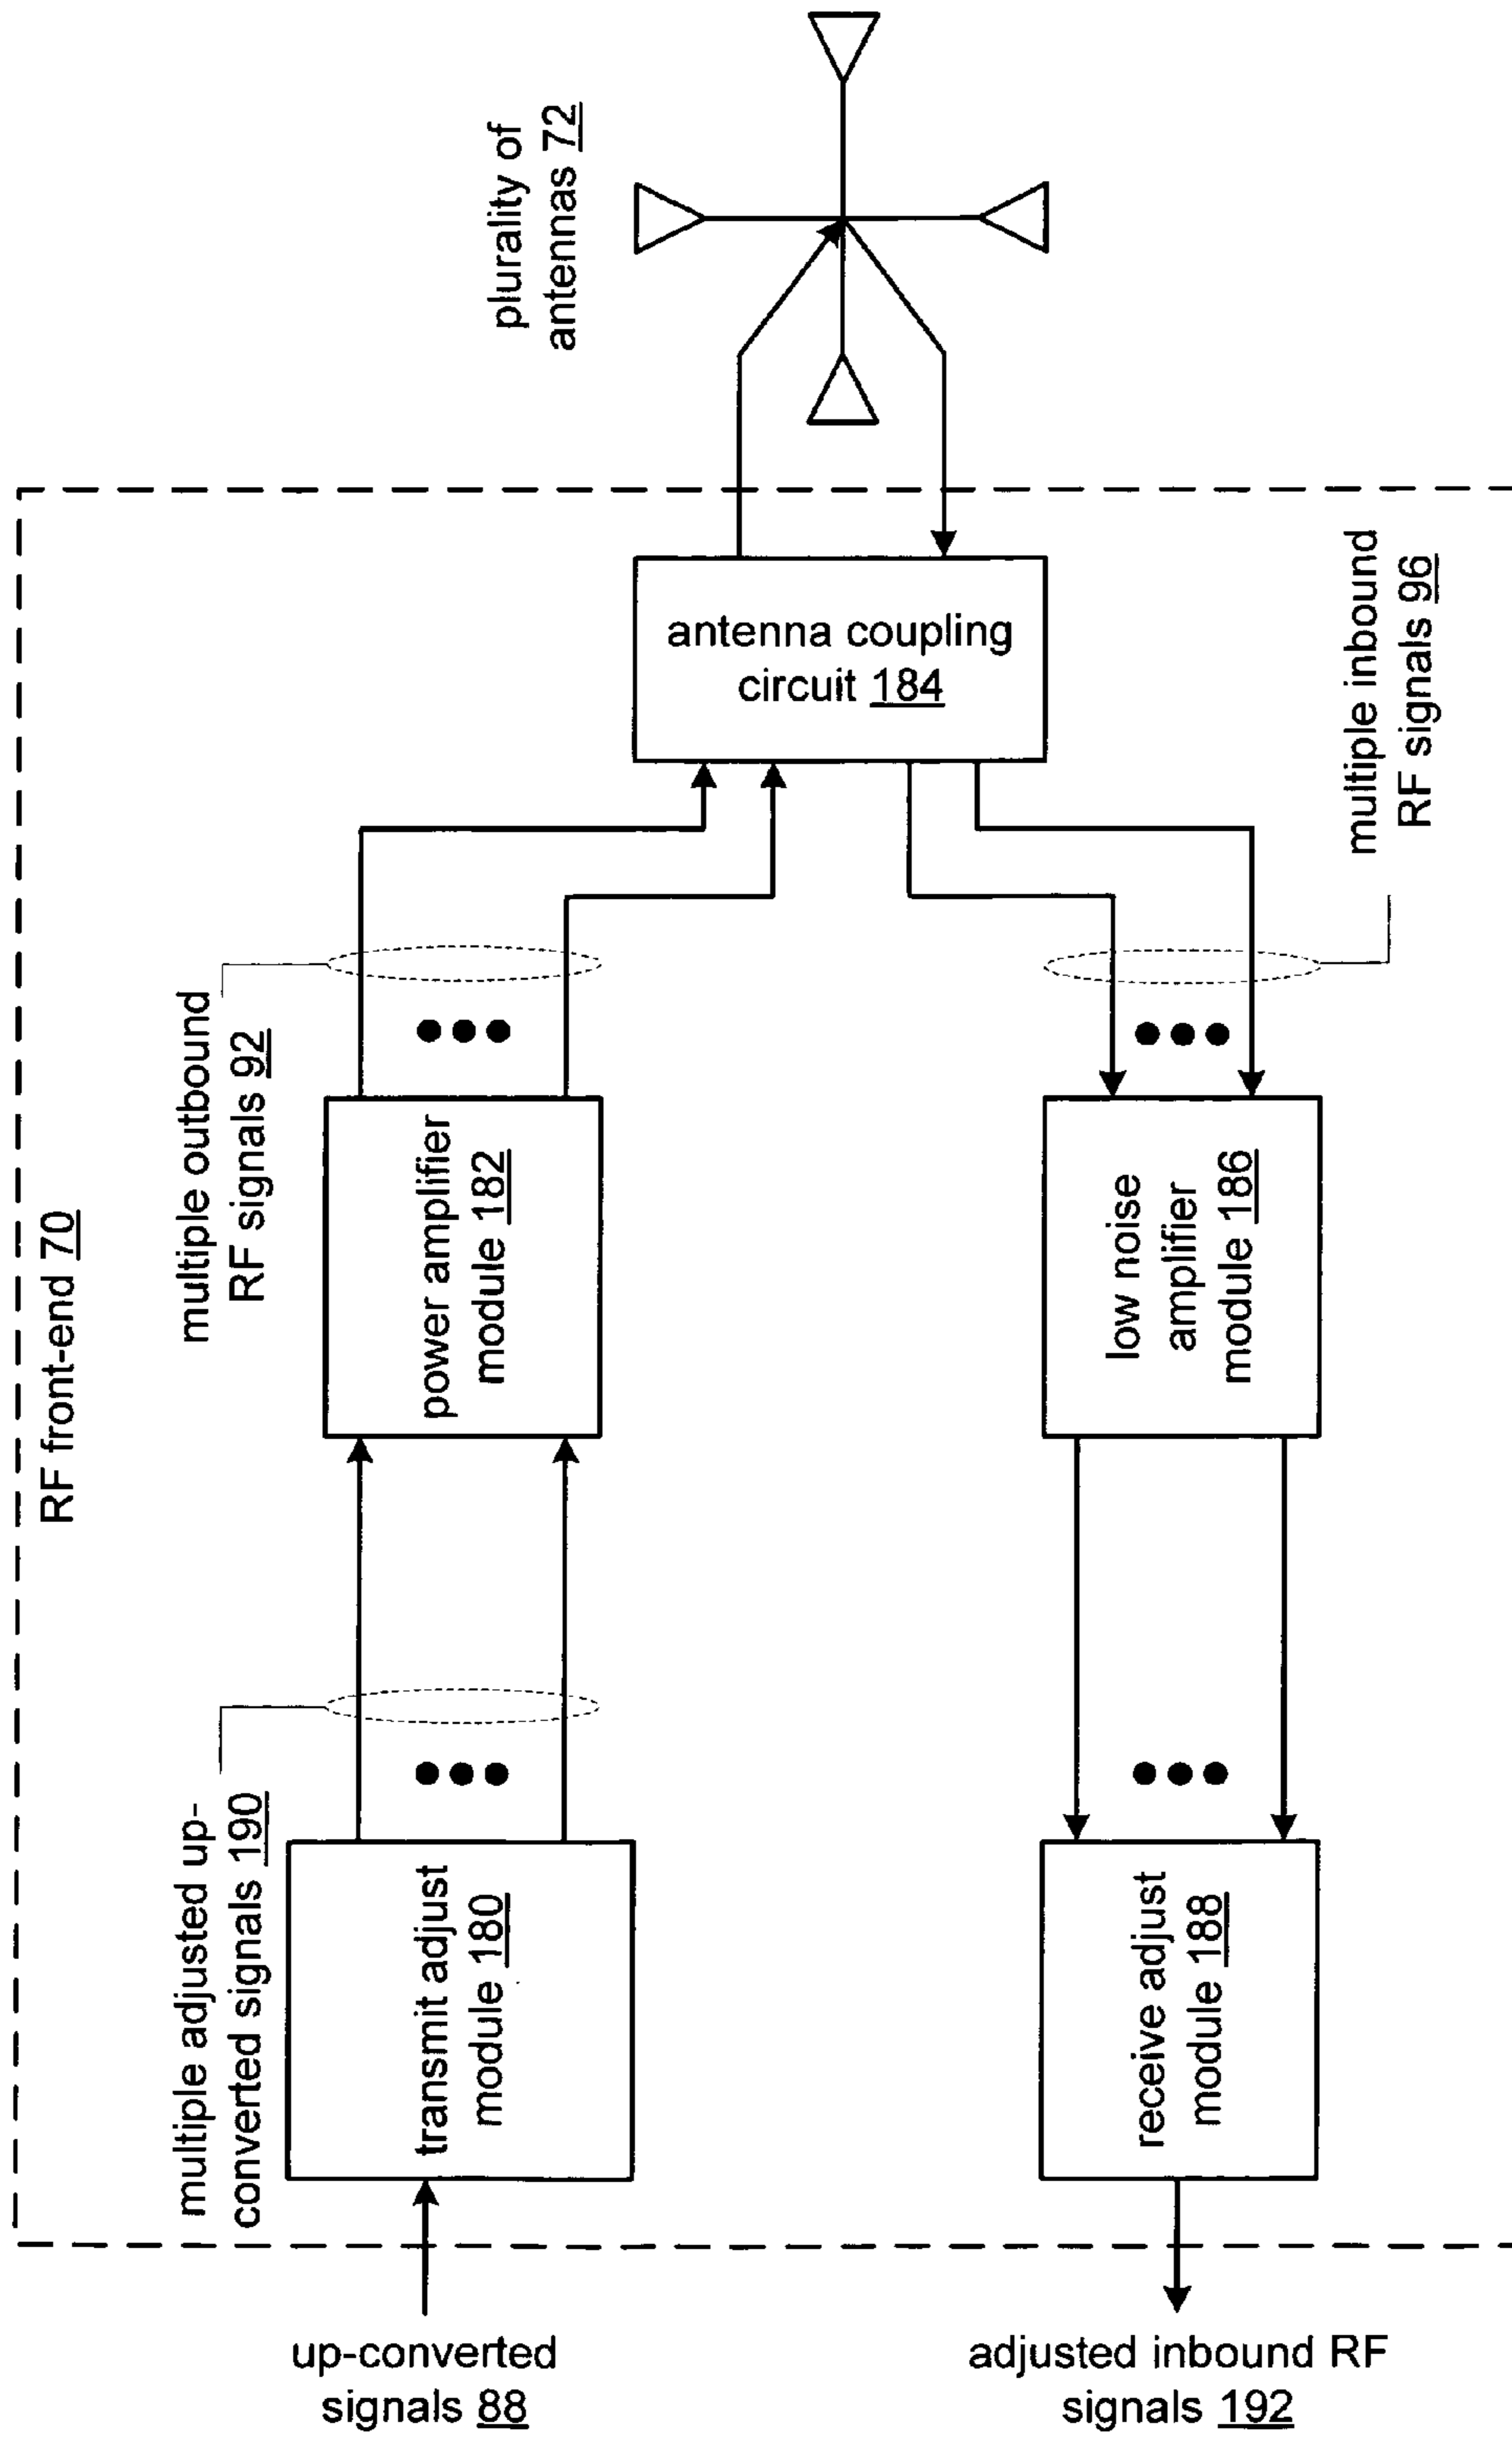 RF front-end 70
plurality of
antennas 72
antenna coupling
circuit 184
multiple outbound
RF signals 92
multiple inbound
RF signals 96
power amplifier
module 182
low noise
amplifier
module 186
multiple adjusted up-
converted signals 190
transmit adjust
module 180
receive adjust
module 188
up-converted
signals 88
adjusted inbound RF
signals 192